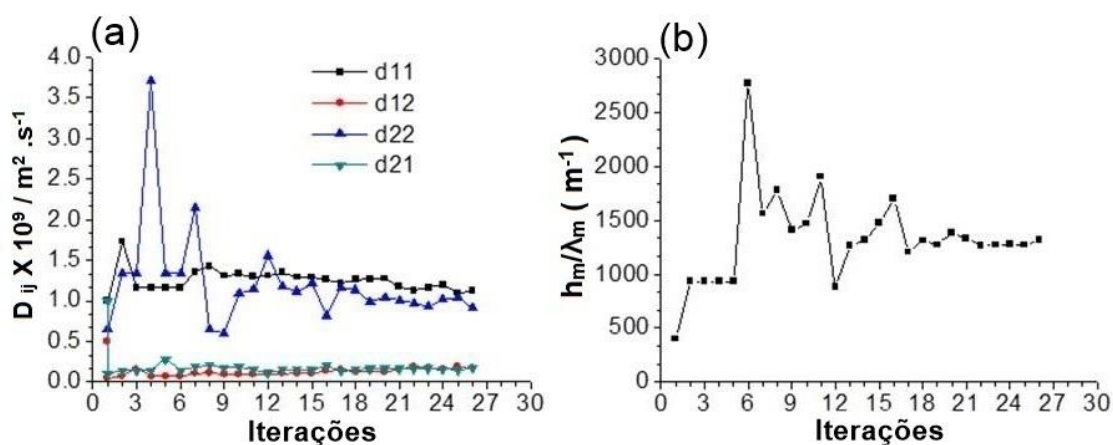 (a)
4.0
3.5
3.0
2.5
2.0
1.5
1.0
0.5
0.0
D ij X 10⁹ / m² .s⁻¹
d11
d12
d22
d21
0 3 6 9 12 15 18 21 24 27 30
Iterações
(b)
3000
2500
2000
1500
1000
500
0
hm/λm ( m⁻¹)
0 3 6 9 12 15 18 21 24 27 30
Iterações